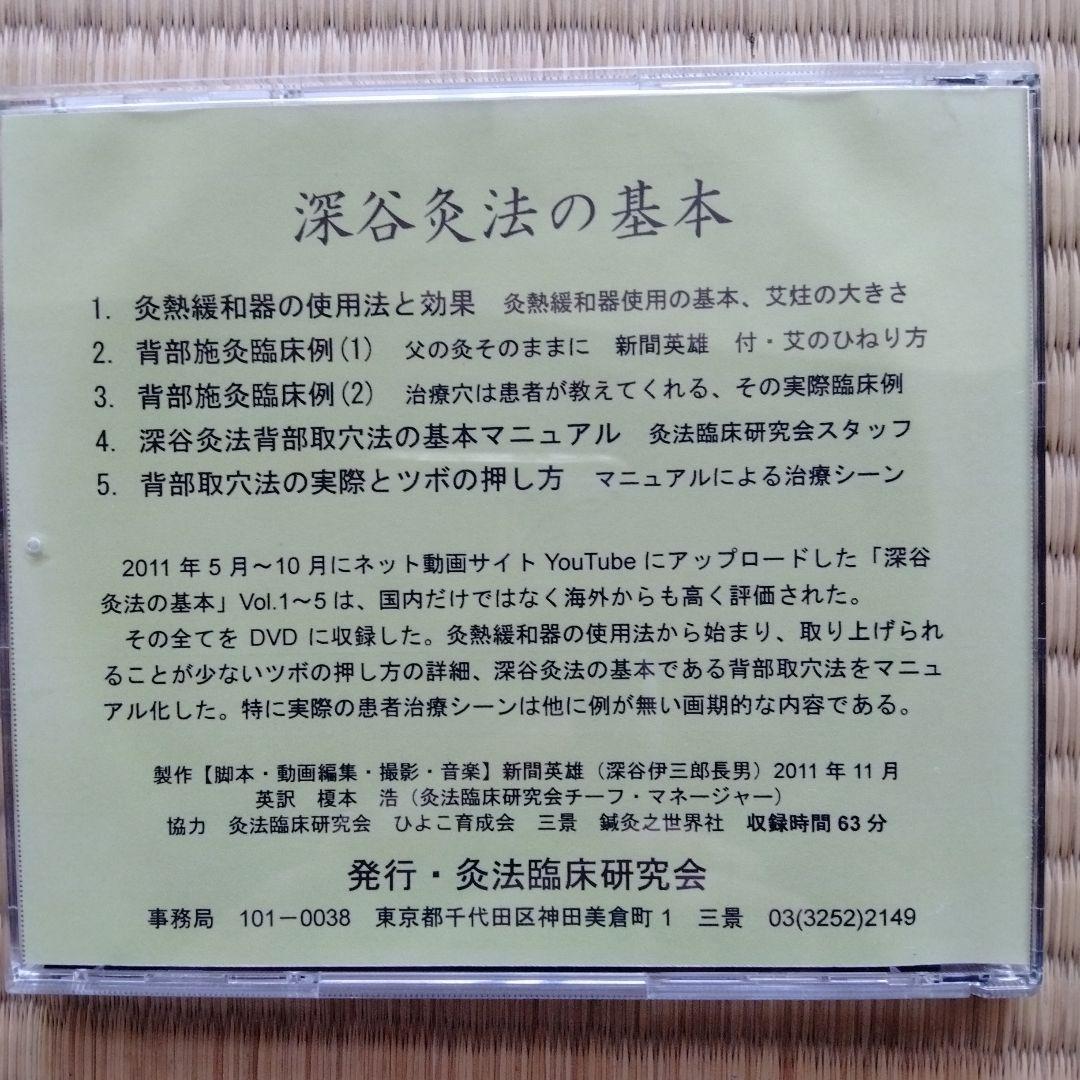 深谷灸法の基本
1. 灸熱緩和器の使用法と効果 灸熱緩和器使用の基本、艾炷の大きさ
2. 背部施灸臨床例(1) 父の灸そのままに 新間英雄 付・艾のひねり方
3. 背部施灸臨床例(2) 治療穴は患者が教えてくれる、その実際臨床例
4. 深谷灸法背部取穴法の基本マニュアル 灸法臨床研究会スタッフ
5. 背部取穴法の実際とツボの押し方 マニュアルによる治療シーン
2011年5月～10月にネット動画サイト YouTube にアップロードした「深谷
灸法の基本」Vol.1～5は、国内だけではなく海外からも高く評価された。
その全てを DVD に収録した。灸熱緩和器の使用法から始まり、取り上げられ
ることが少ないツボの押し方の詳細、深谷灸法の基本である背部取穴法をマニュ
アル化した。特に実際の患者治療シーンは他に例が無い画期的な内容である。
製作【脚本・動画編集・撮影・音楽】新間英雄（深谷伊三郎長男）2011年11月
英訳 榎本 浩（灸法臨床研究会チーフ・マネージャー）
協力 灸法臨床研究会 ひよこ育成会 三景 鍼灸之世界社 収録時間63分
発行・灸法臨床研究会
事務局 101－0038 東京都千代田区神田美倉町1 三景 03(3252)2149